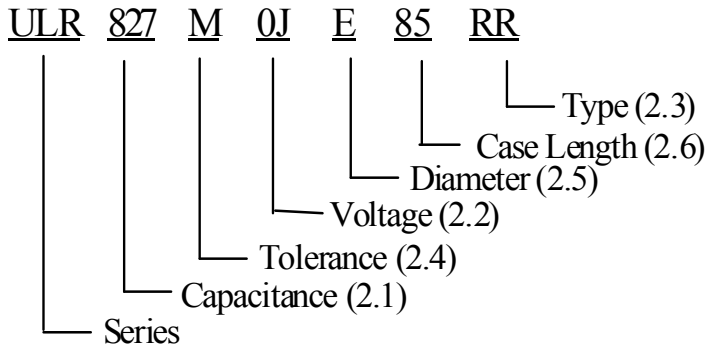 ULR 827 M 0J E 85 RR
Type (2.3)
Case Length (2.6)
Diameter (2.5)
Voltage (2.2)
Tolerance (2.4)
Capacitance (2.1)
Series